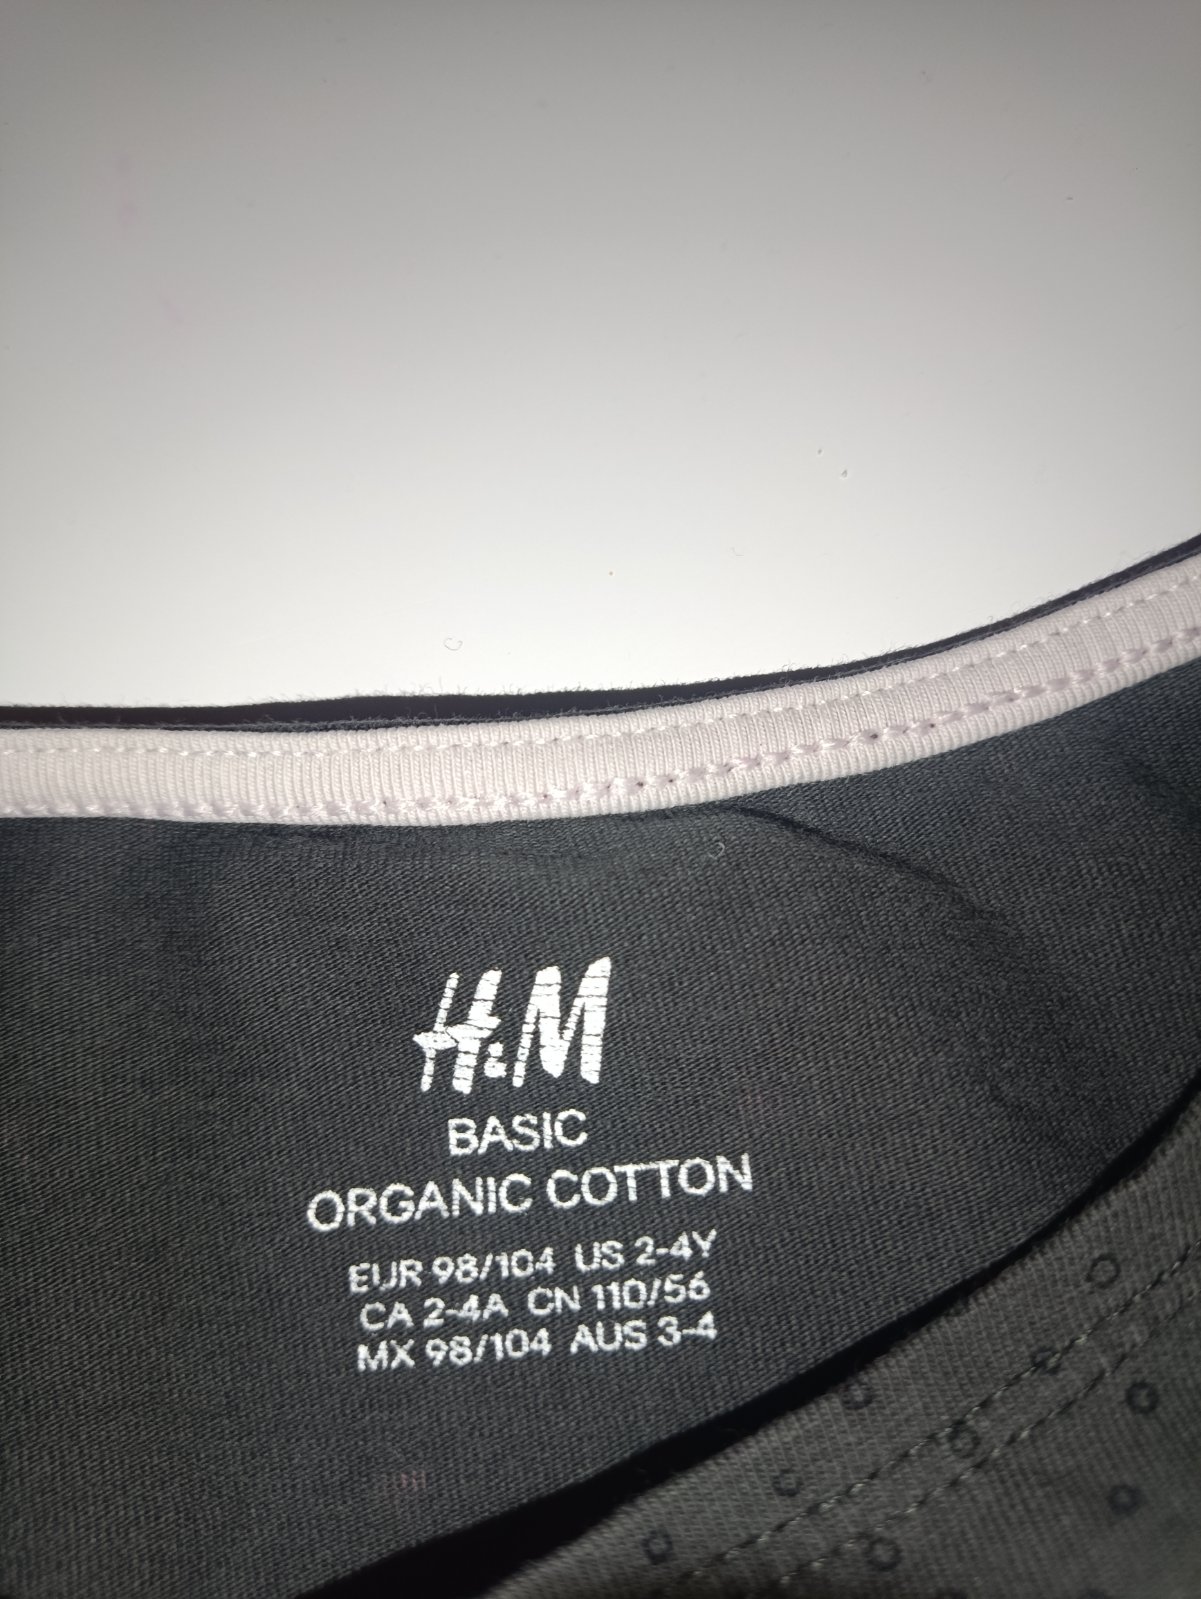 H&M
BASIC
ORGANIC COTTON
EUR 98/104 US 2-4Y
CA 2-4A CN 110/56
MX 98/104 AUS 3-4